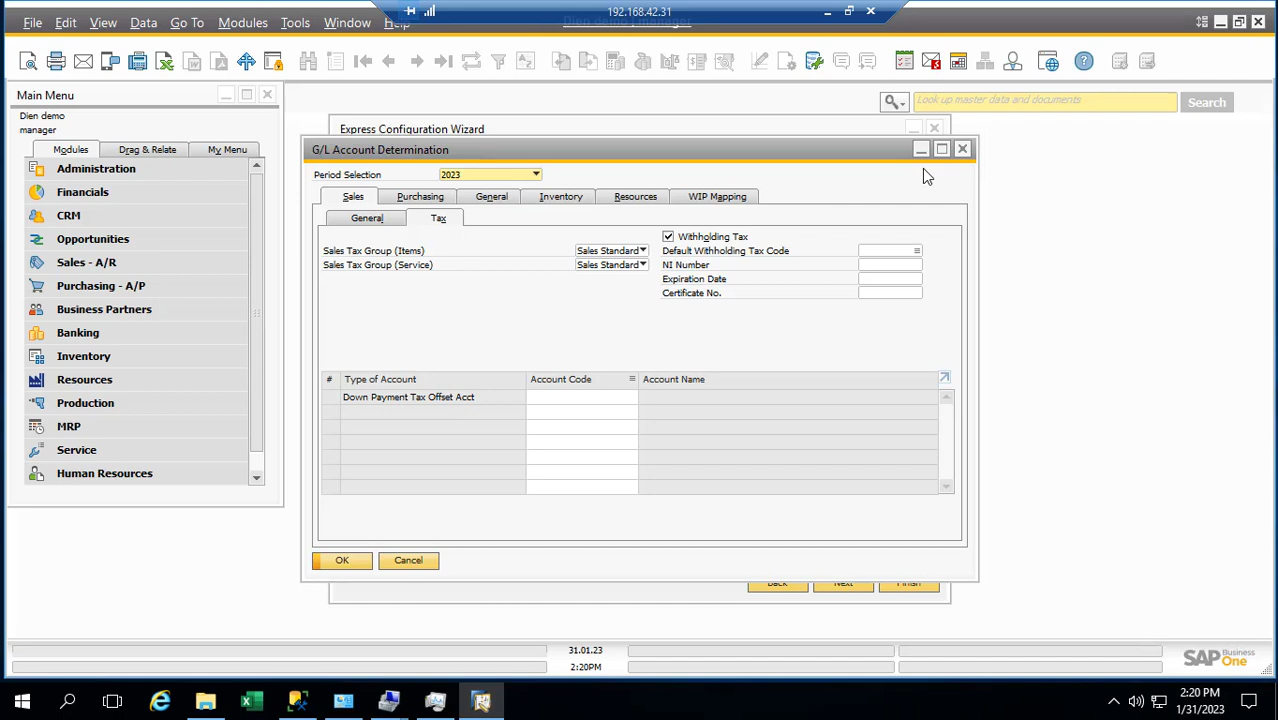 192.168.42.31
File Edit View Data Go To Modules Tools Window Help
Dien demo | manager
Look up master data and documents
Search
Main Menu
Dien demo
manager
Modules Drag & Relate My Menu
Administration
Financials
CRM
Opportunities
Sales - A/R
Purchasing - A/P
Business Partners
Banking
Inventory
Resources
Production
MRP
Service
Human Resources
Express Configuration Wizard
G/L Account Determination
Period Selection 2023
Sales Purchasing General Inventory Resources WIP Mapping
General Tax
Withholding Tax
Sales Tax Group (Items) Sales Standard Default Withholding Tax Code
Sales Tax Group (Service) Sales Standard NI Number
Expiration Date
Certificate No.
# Type of Account Account Code Account Name
Down Payment Tax Offset Acct
OK Cancel
Back Next Finish
31.01.23
2:20PM
SAP Business One
2:20 PM
1/31/2023